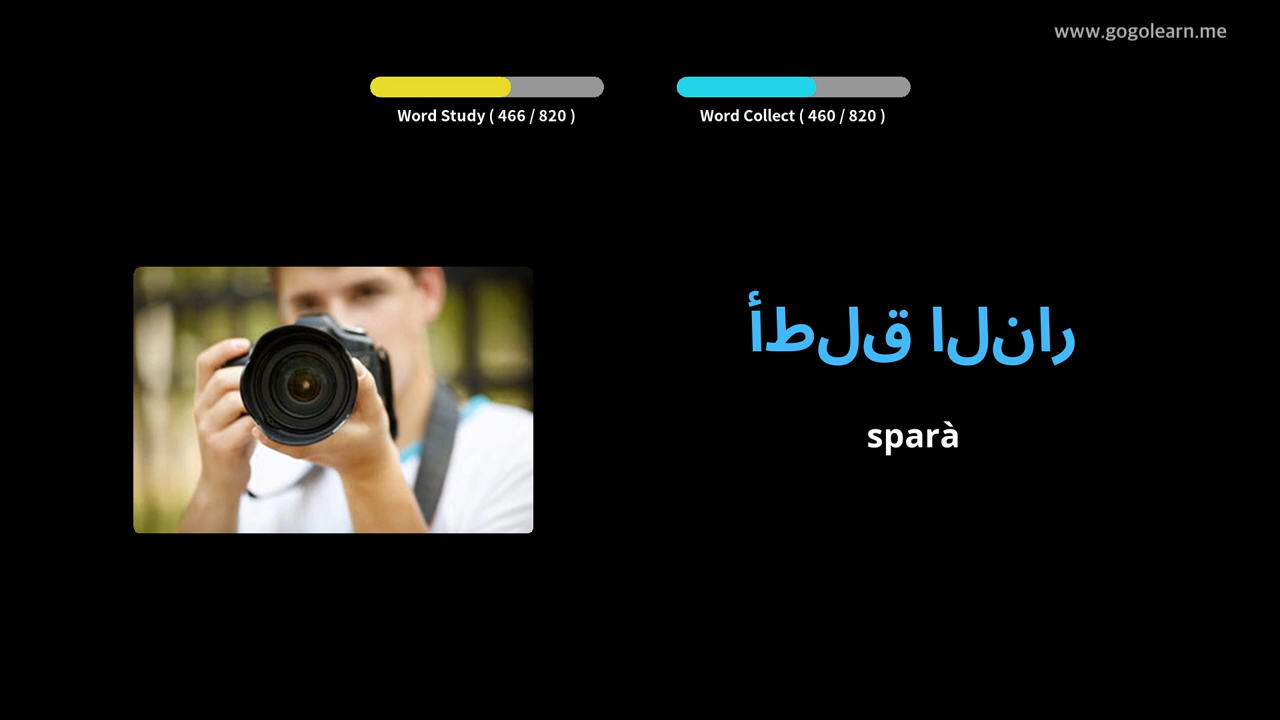 www.gogolearn.me
Word Study ( 466 / 820 )
Word Collect ( 460 / 820 )
أطلق النار
sparà